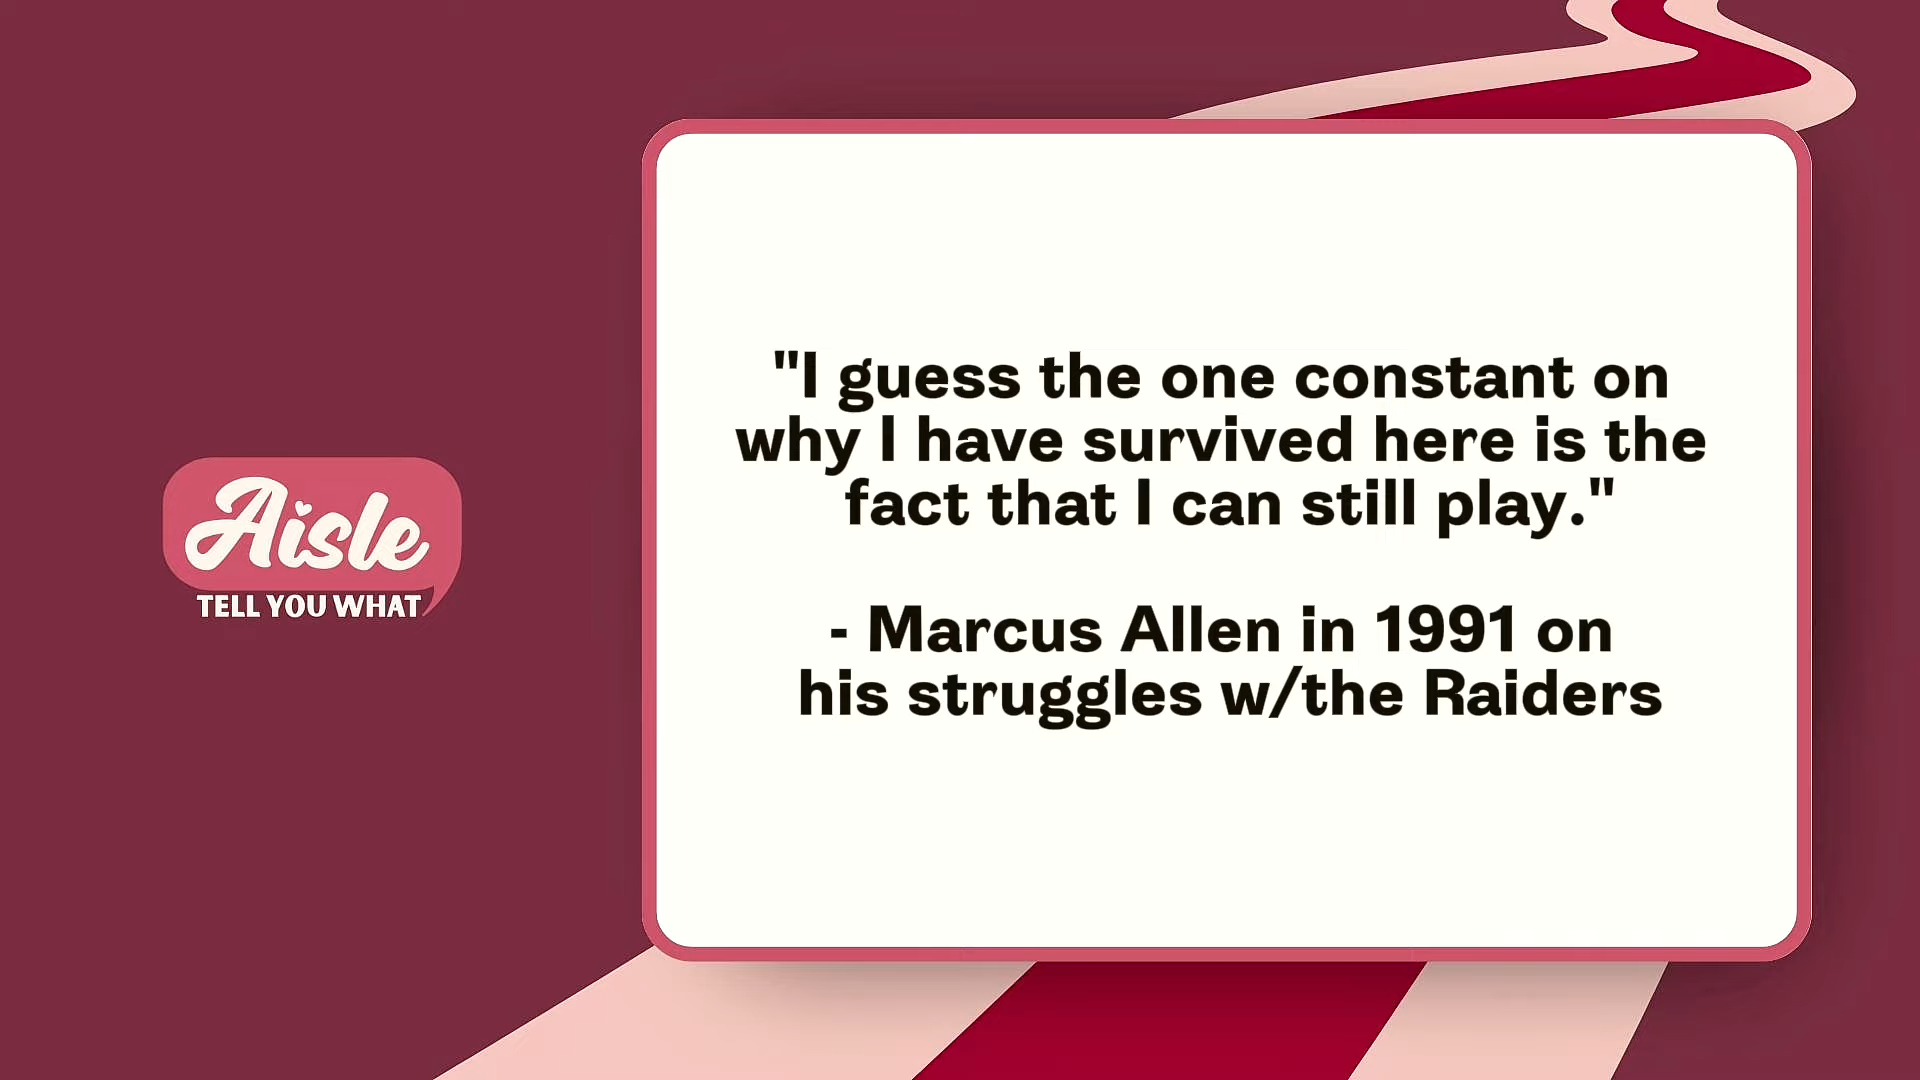 Aisle
TELL YOU WHAT
"I guess the one constant on
why I have survived here is the
fact that I can still play."
- Marcus Allen in 1991 on
his struggles w/the Raiders